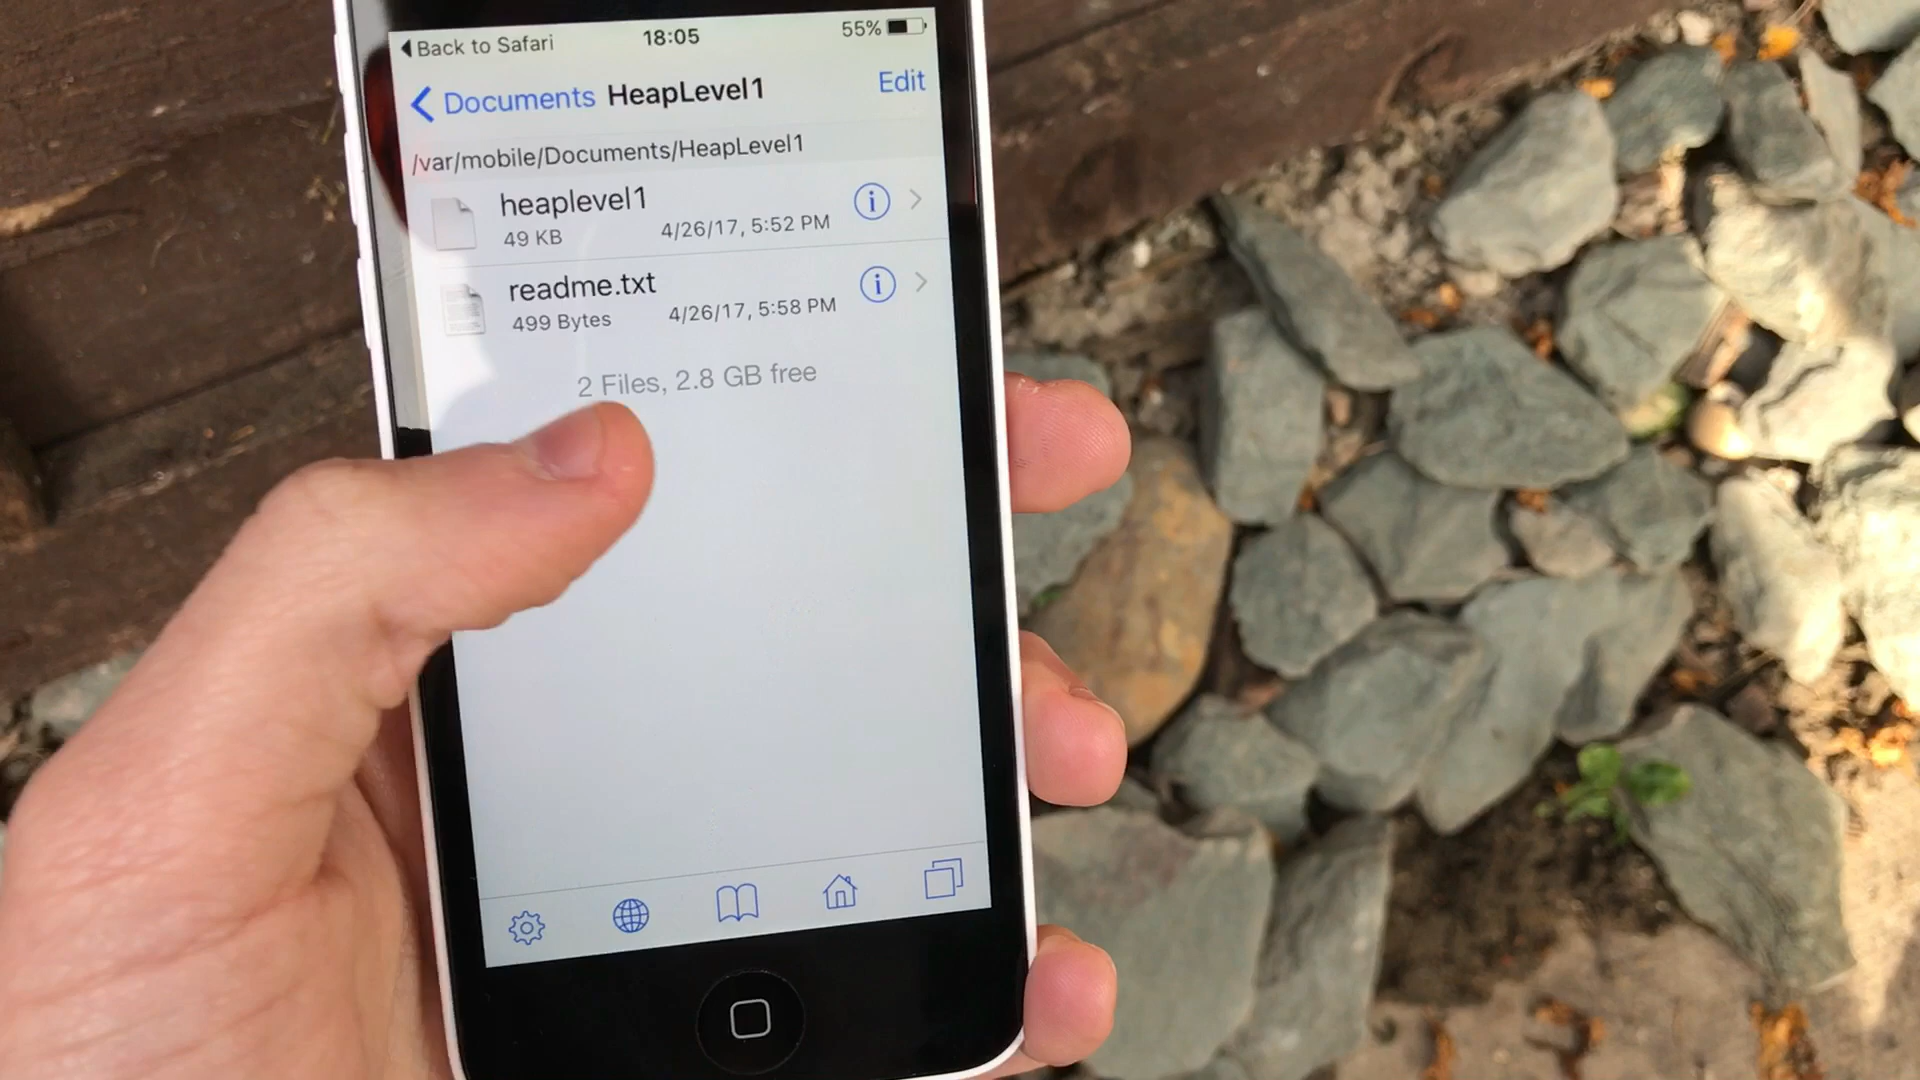 Back to Safari 18:05 55%
Documents HeapLevel1 Edit
/var/mobile/Documents/HeapLevel1
heaplevel1
49 KB 4/26/17, 5:52 PM
readme.txt
499 Bytes 4/26/17, 5:58 PM
2 Files, 2.8 GB free